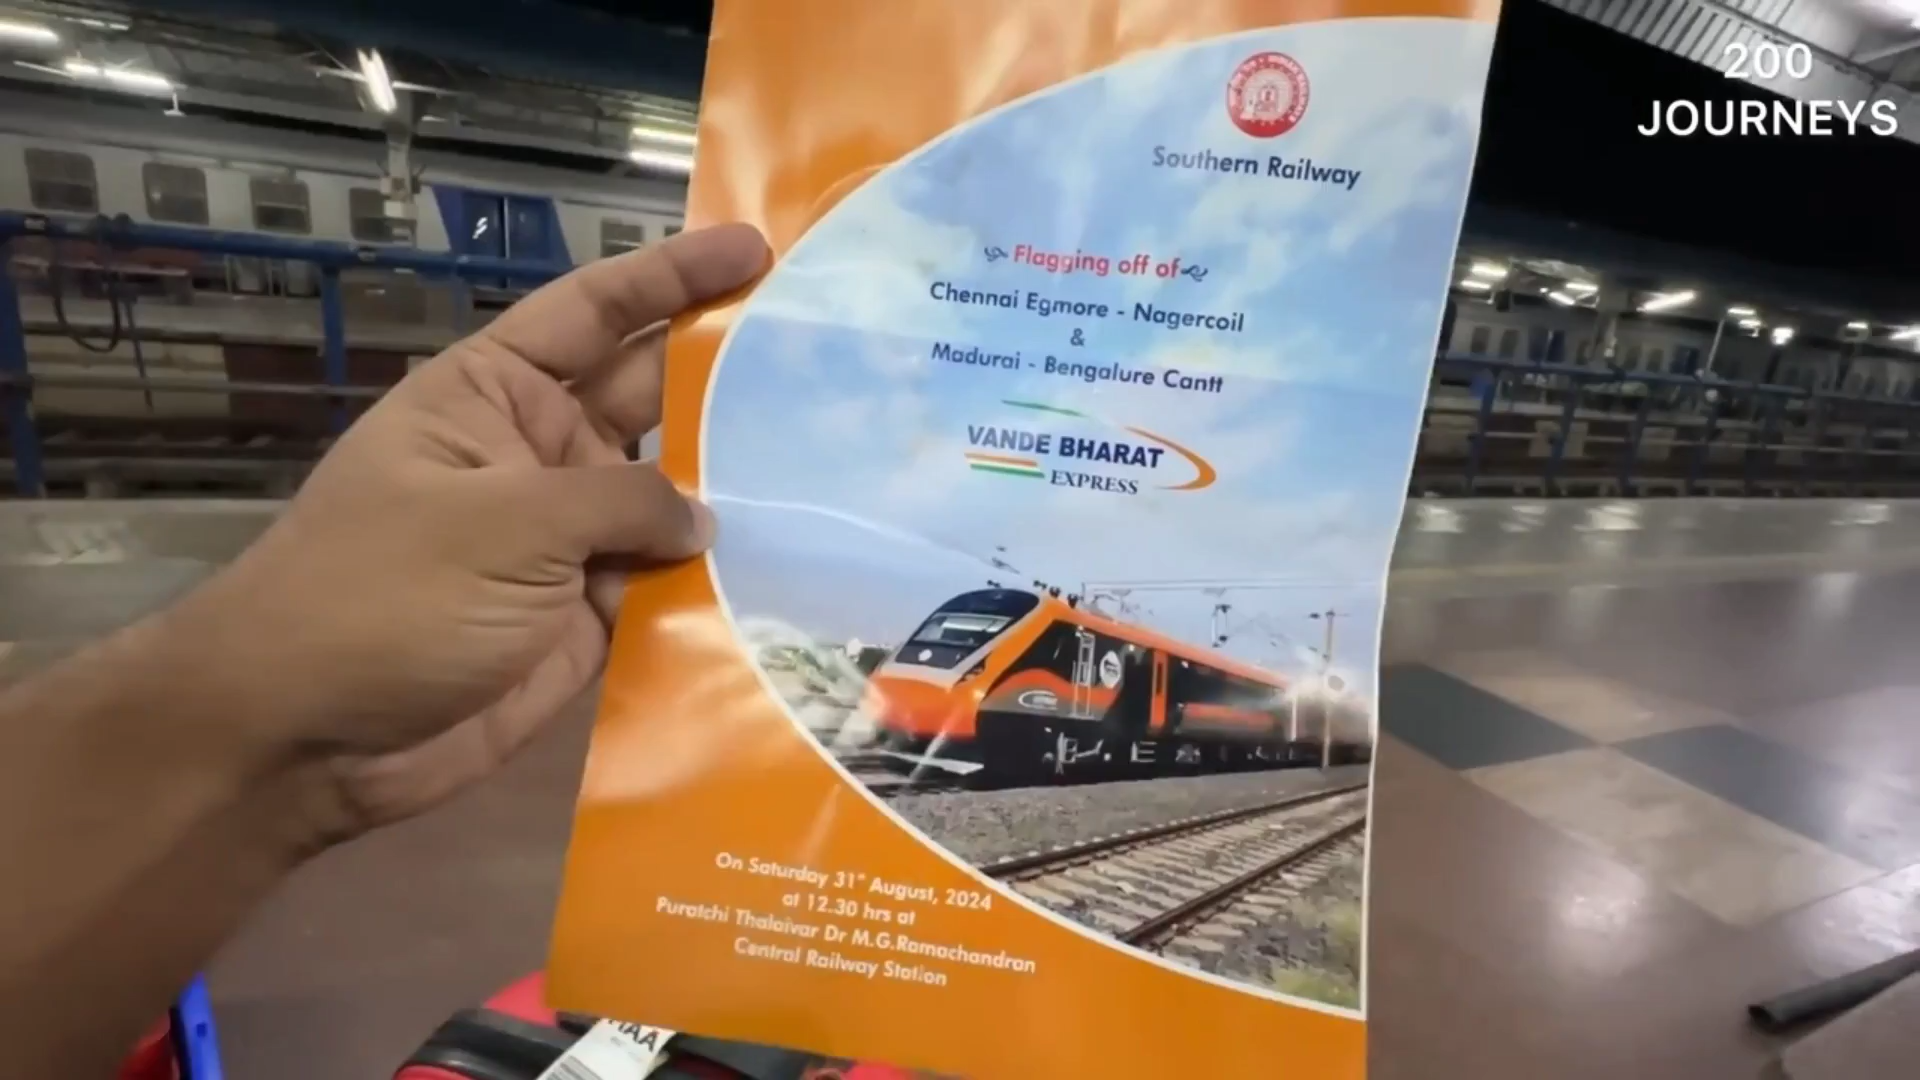 200
JOURNEYS
Southern Railway
Flagging off of
Chennai Egmore - Nagercoil
&
Madurai - Bengalure Cantt
VANDE BHARAT
EXPRESS
On Saturday 31st August, 2024
at 12.30 hrs at
Puratchi Thalaivar Dr M.G.Ramachandran
Central Railway Station
MAA